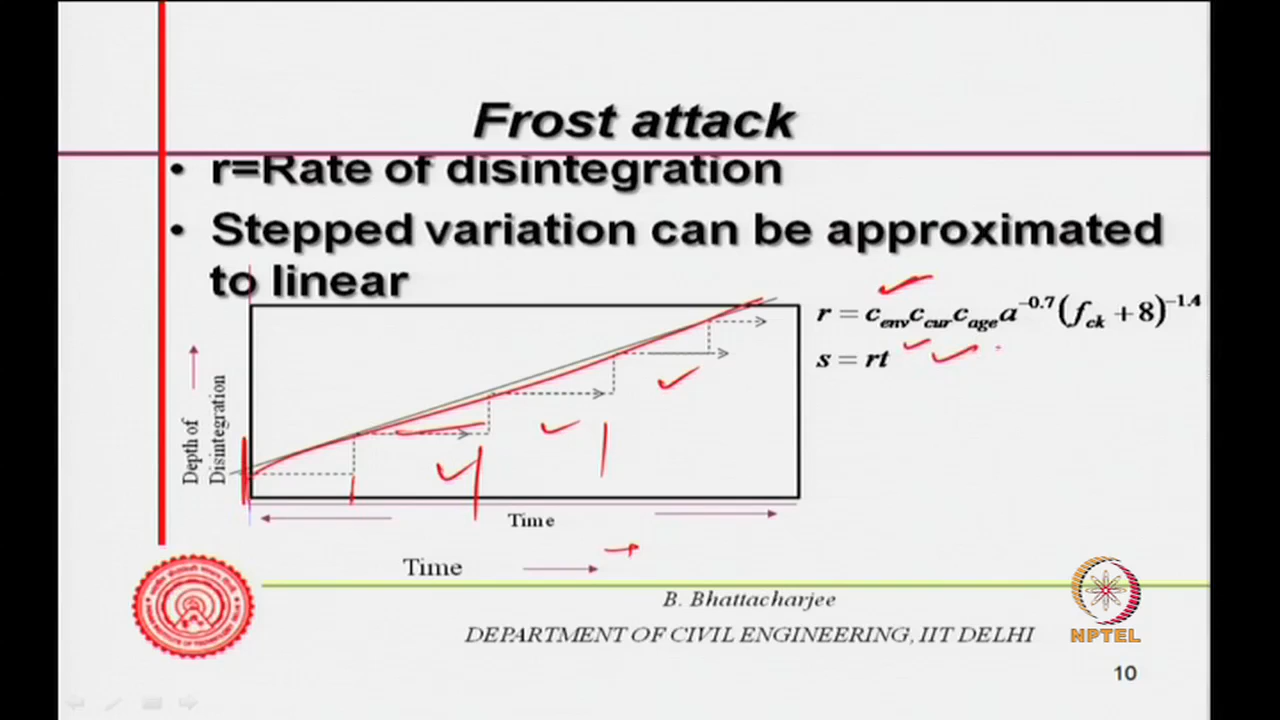 Frost attack
• r=Rate of disintegration
• Stepped variation can be approximated
to linear
r = c_env c_cur c_age a^−0.7 (f_ck + 8)^−1.4
s = rt
Depth of
Disintegration
Time
Time
B. Bhattacharjee
DEPARTMENT OF CIVIL ENGINEERING, IIT DELHI
NPTEL
10